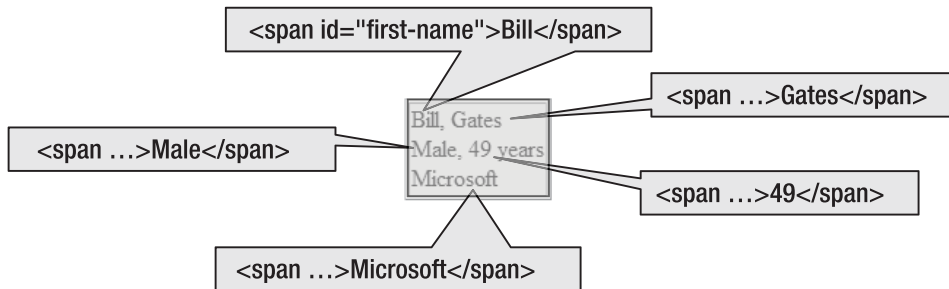 <span id="first-name">Bill</span>
<span …>Gates</span>
Bill, Gates
<span …>Male</span>
Male, 49 years
Microsoft
<span …>49</span>
<span …>Microsoft</span>